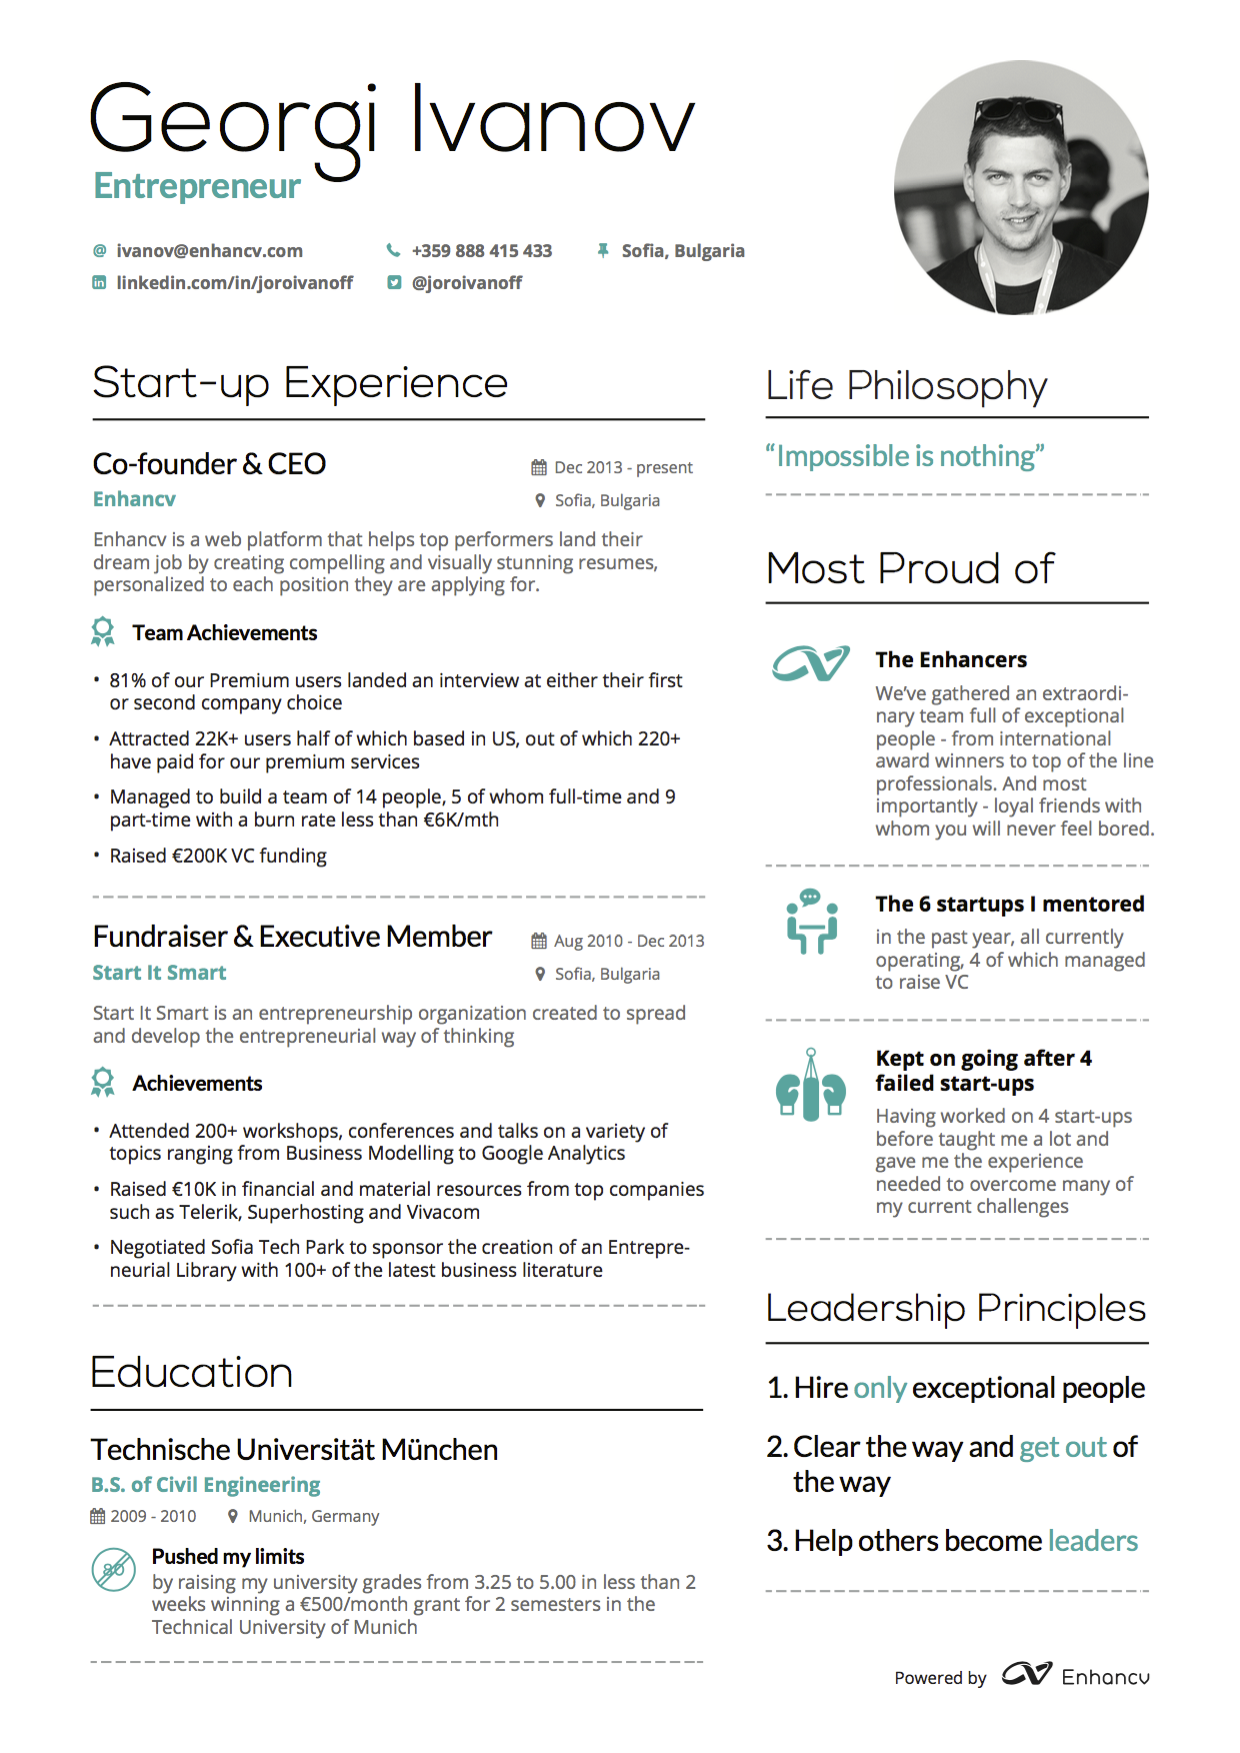 Georgi Ivanov
Entrepreneur
@ ivanov@enhancv.com
+359 888 415 433
Sofia, Bulgaria
in linkedin.com/in/joroivanoff
@joroivanoff
Start-up Experience
Co-founder & CEO
Dec 2013 - present
Enhancv
Sofia, Bulgaria
Enhancv is a web platform that helps top performers land their
dream job by creating compelling and visually stunning resumes,
personalized to each position they are applying for.
Team Achievements
• 81% of our Premium users landed an interview at either their first
or second company choice
• Attracted 22K+ users half of which based in US, out of which 220+
have paid for our premium services
• Managed to build a team of 14 people, 5 of whom full-time and 9
part-time with a burn rate less than €6K/mth
• Raised €200K VC funding
Fundraiser & Executive Member
Aug 2010 - Dec 2013
Start It Smart
Sofia, Bulgaria
Start It Smart is an entrepreneurship organization created to spread
and develop the entrepreneurial way of thinking
Achievements
• Attended 200+ workshops, conferences and talks on a variety of
topics ranging from Business Modelling to Google Analytics
• Raised €10K in financial and material resources from top companies
such as Telerik, Superhosting and Vivacom
• Negotiated Sofia Tech Park to sponsor the creation of an Entrepre-
neurial Library with 100+ of the latest business literature
Education
Technische Universität München
B.S. of Civil Engineering
2009 - 2010
Munich, Germany
80
Pushed my limits
by raising my university grades from 3.25 to 5.00 in less than 2
weeks winning a €500/month grant for 2 semesters in the
Technical University of Munich
Life Philosophy
“Impossible is nothing”
Most Proud of
The Enhancers
We’ve gathered an extraordi-
nary team full of exceptional
people - from international
award winners to top of the line
professionals. And most
importantly - loyal friends with
whom you will never feel bored.
The 6 startups I mentored
in the past year, all currently
operating, 4 of which managed
to raise VC
Kept on going after 4
failed start-ups
Having worked on 4 start-ups
before taught me a lot and
gave me the experience
needed to overcome many of
my current challenges
Leadership Principles
1. Hire only exceptional people
2. Clear the way and get out of
the way
3. Help others become leaders
Powered by Enhancv